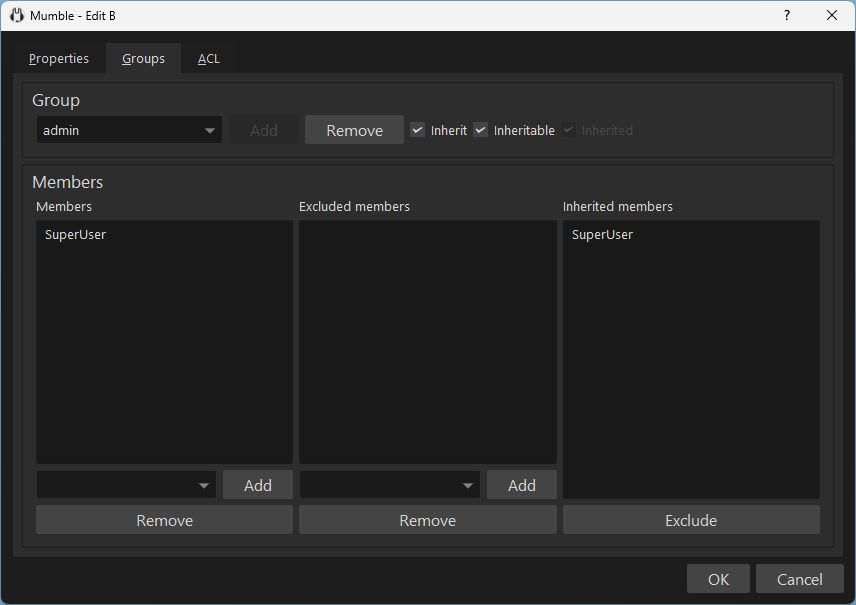 Mumble - Edit B ?
Properties Groups ACL
Group
admin Add Remove Inherit Inheritable Inherited
Members
Members Excluded members Inherited members
SuperUser SuperUser
Add Add
Remove Remove Exclude
OK Cancel